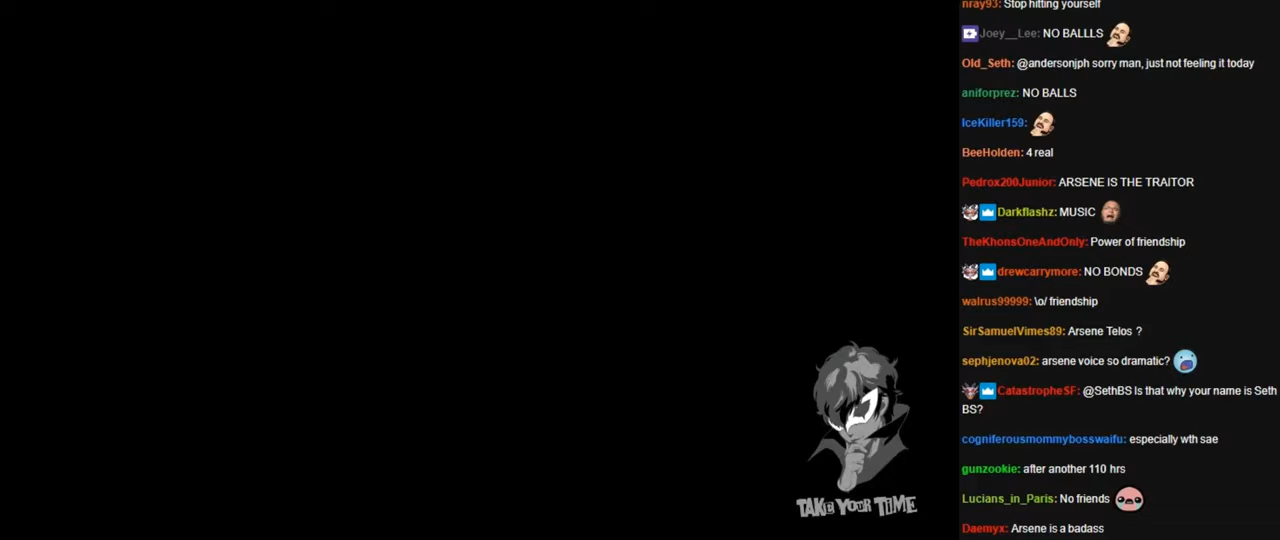 nray93: Stop hitting yourself
Joey__Lee: NO BALLLS
Old_Seth: @andersonjph sorry man, just not feeling it today
aniforprez: NO BALLS
IceKiller159:
BeeHolden: 4 real
Pedrox200Junior: ARSENE IS THE TRAITOR
Darkflashz: MUSIC
TheKhonsOneAndOnly: Power of friendship
drewcarrymore: NO BONDS
walrus99999: \o/ friendship
SirSamuelVimes89: Arsene Telos ?
sephjenova02: arsene voice so dramatic?
Catastrophe$F: @SethBS Is that why your name is Seth
BS?
cogniferousmommybosswaifu: especially wth sae
gunzookie: after another 110 hrs
Lucians_in_Paris: No friends
TAKE YOUR TIME
Daemyx: Arsene is a badass